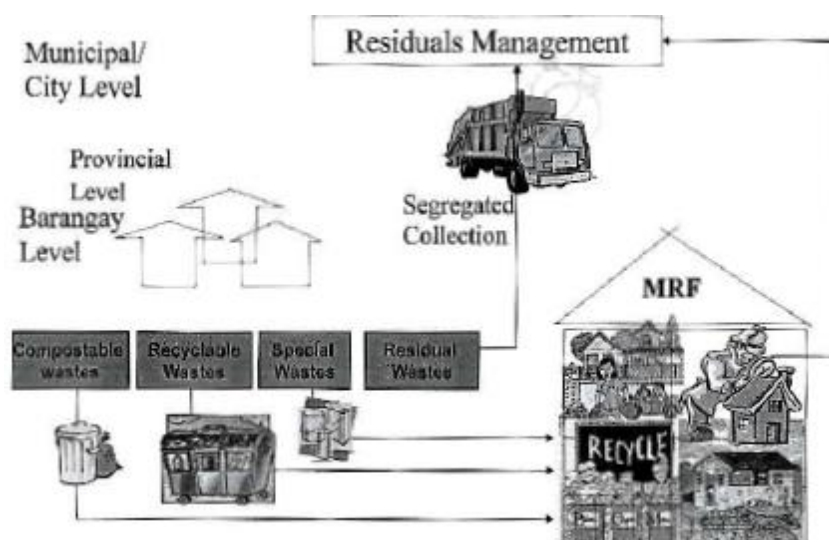 Residuals Management
Municipal/
City Level
Provincial
Level
Barangay
Level
Segregated
Collection
MRF
Compostable
wastes
Recyclable
Wastes
Special
Wastes
Residual
Wastes
RECYCLE